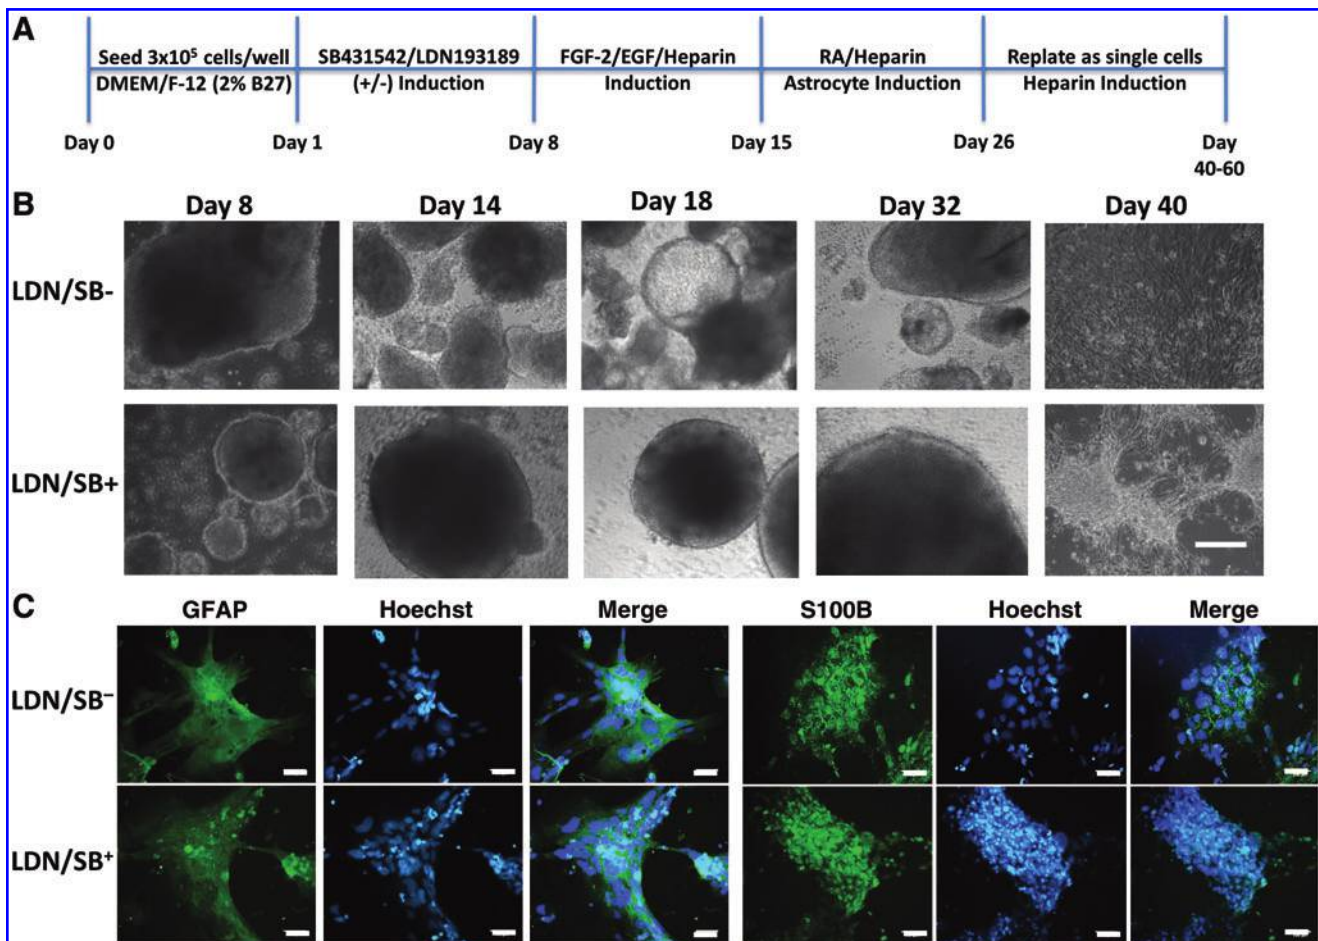 A
Seed 3x10⁵ cells/well
DMEM/F-12 (2% B27)
SB431542/LDN193189
(+/-) Induction
FGF-2/EGF/Heparin
Induction
RA/Heparin
Astrocyte Induction
Replate as single cells
Heparin Induction
Day 0
Day 1
Day 8
Day 15
Day 26
Day
40-60
B
Day 8
Day 14
Day 18
Day 32
Day 40
LDN/SB-
LDN/SB+
C
GFAP
Hoechst
Merge
S100B
Hoechst
Merge
LDN/SB⁻
LDN/SB⁺